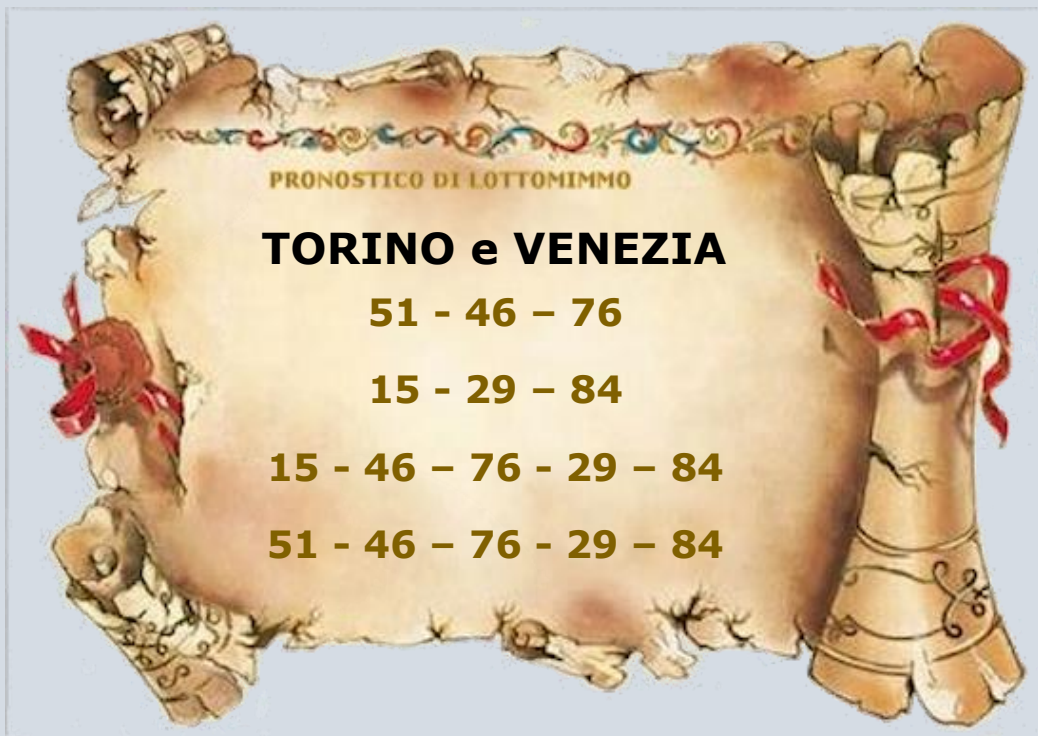 PRONOSTICO DI LOTTOMIMMO
TORINO e VENEZIA
51 - 46 – 76
15 - 29 – 84
15 - 46 – 76 - 29 – 84
51 - 46 – 76 - 29 – 84